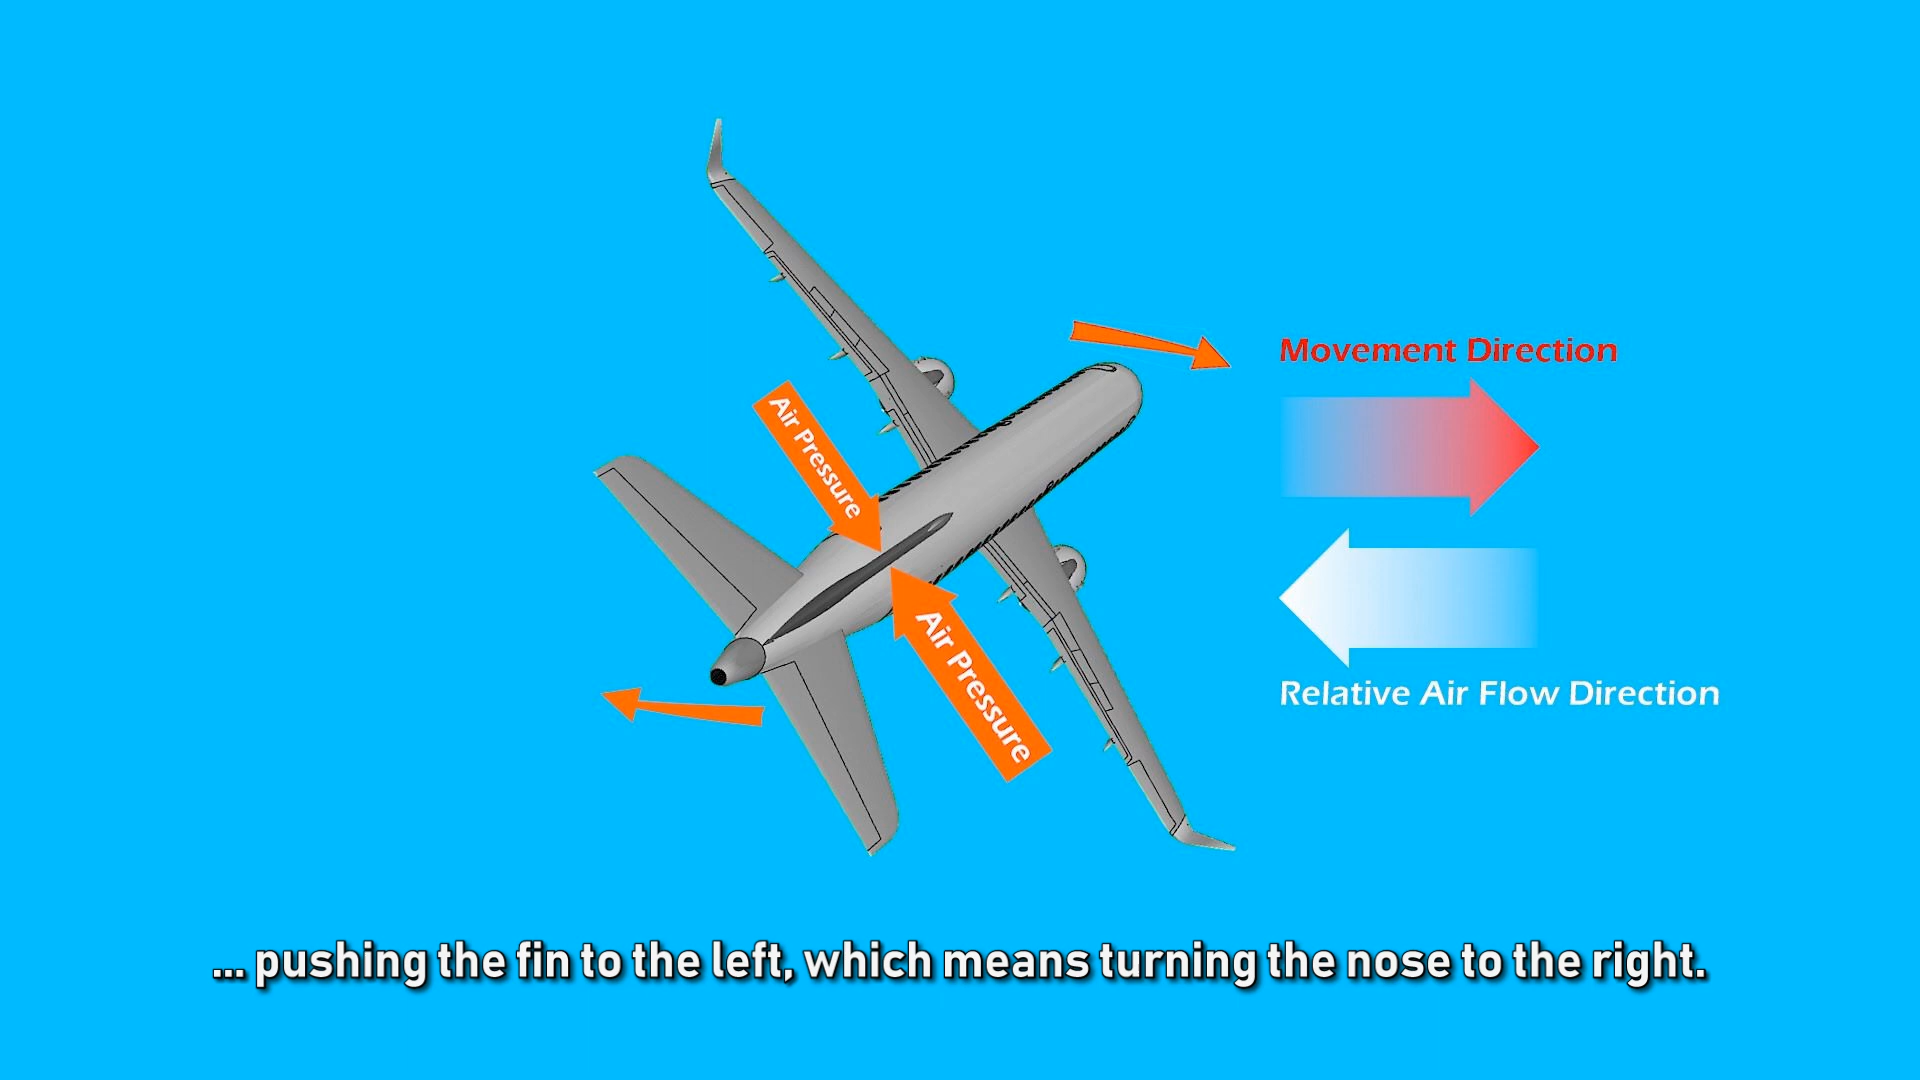 Movement Direction
Air Pressure
Air Pressure
Relative Air Flow Direction
... pushing the fin to the left, which means turning the nose to the right.